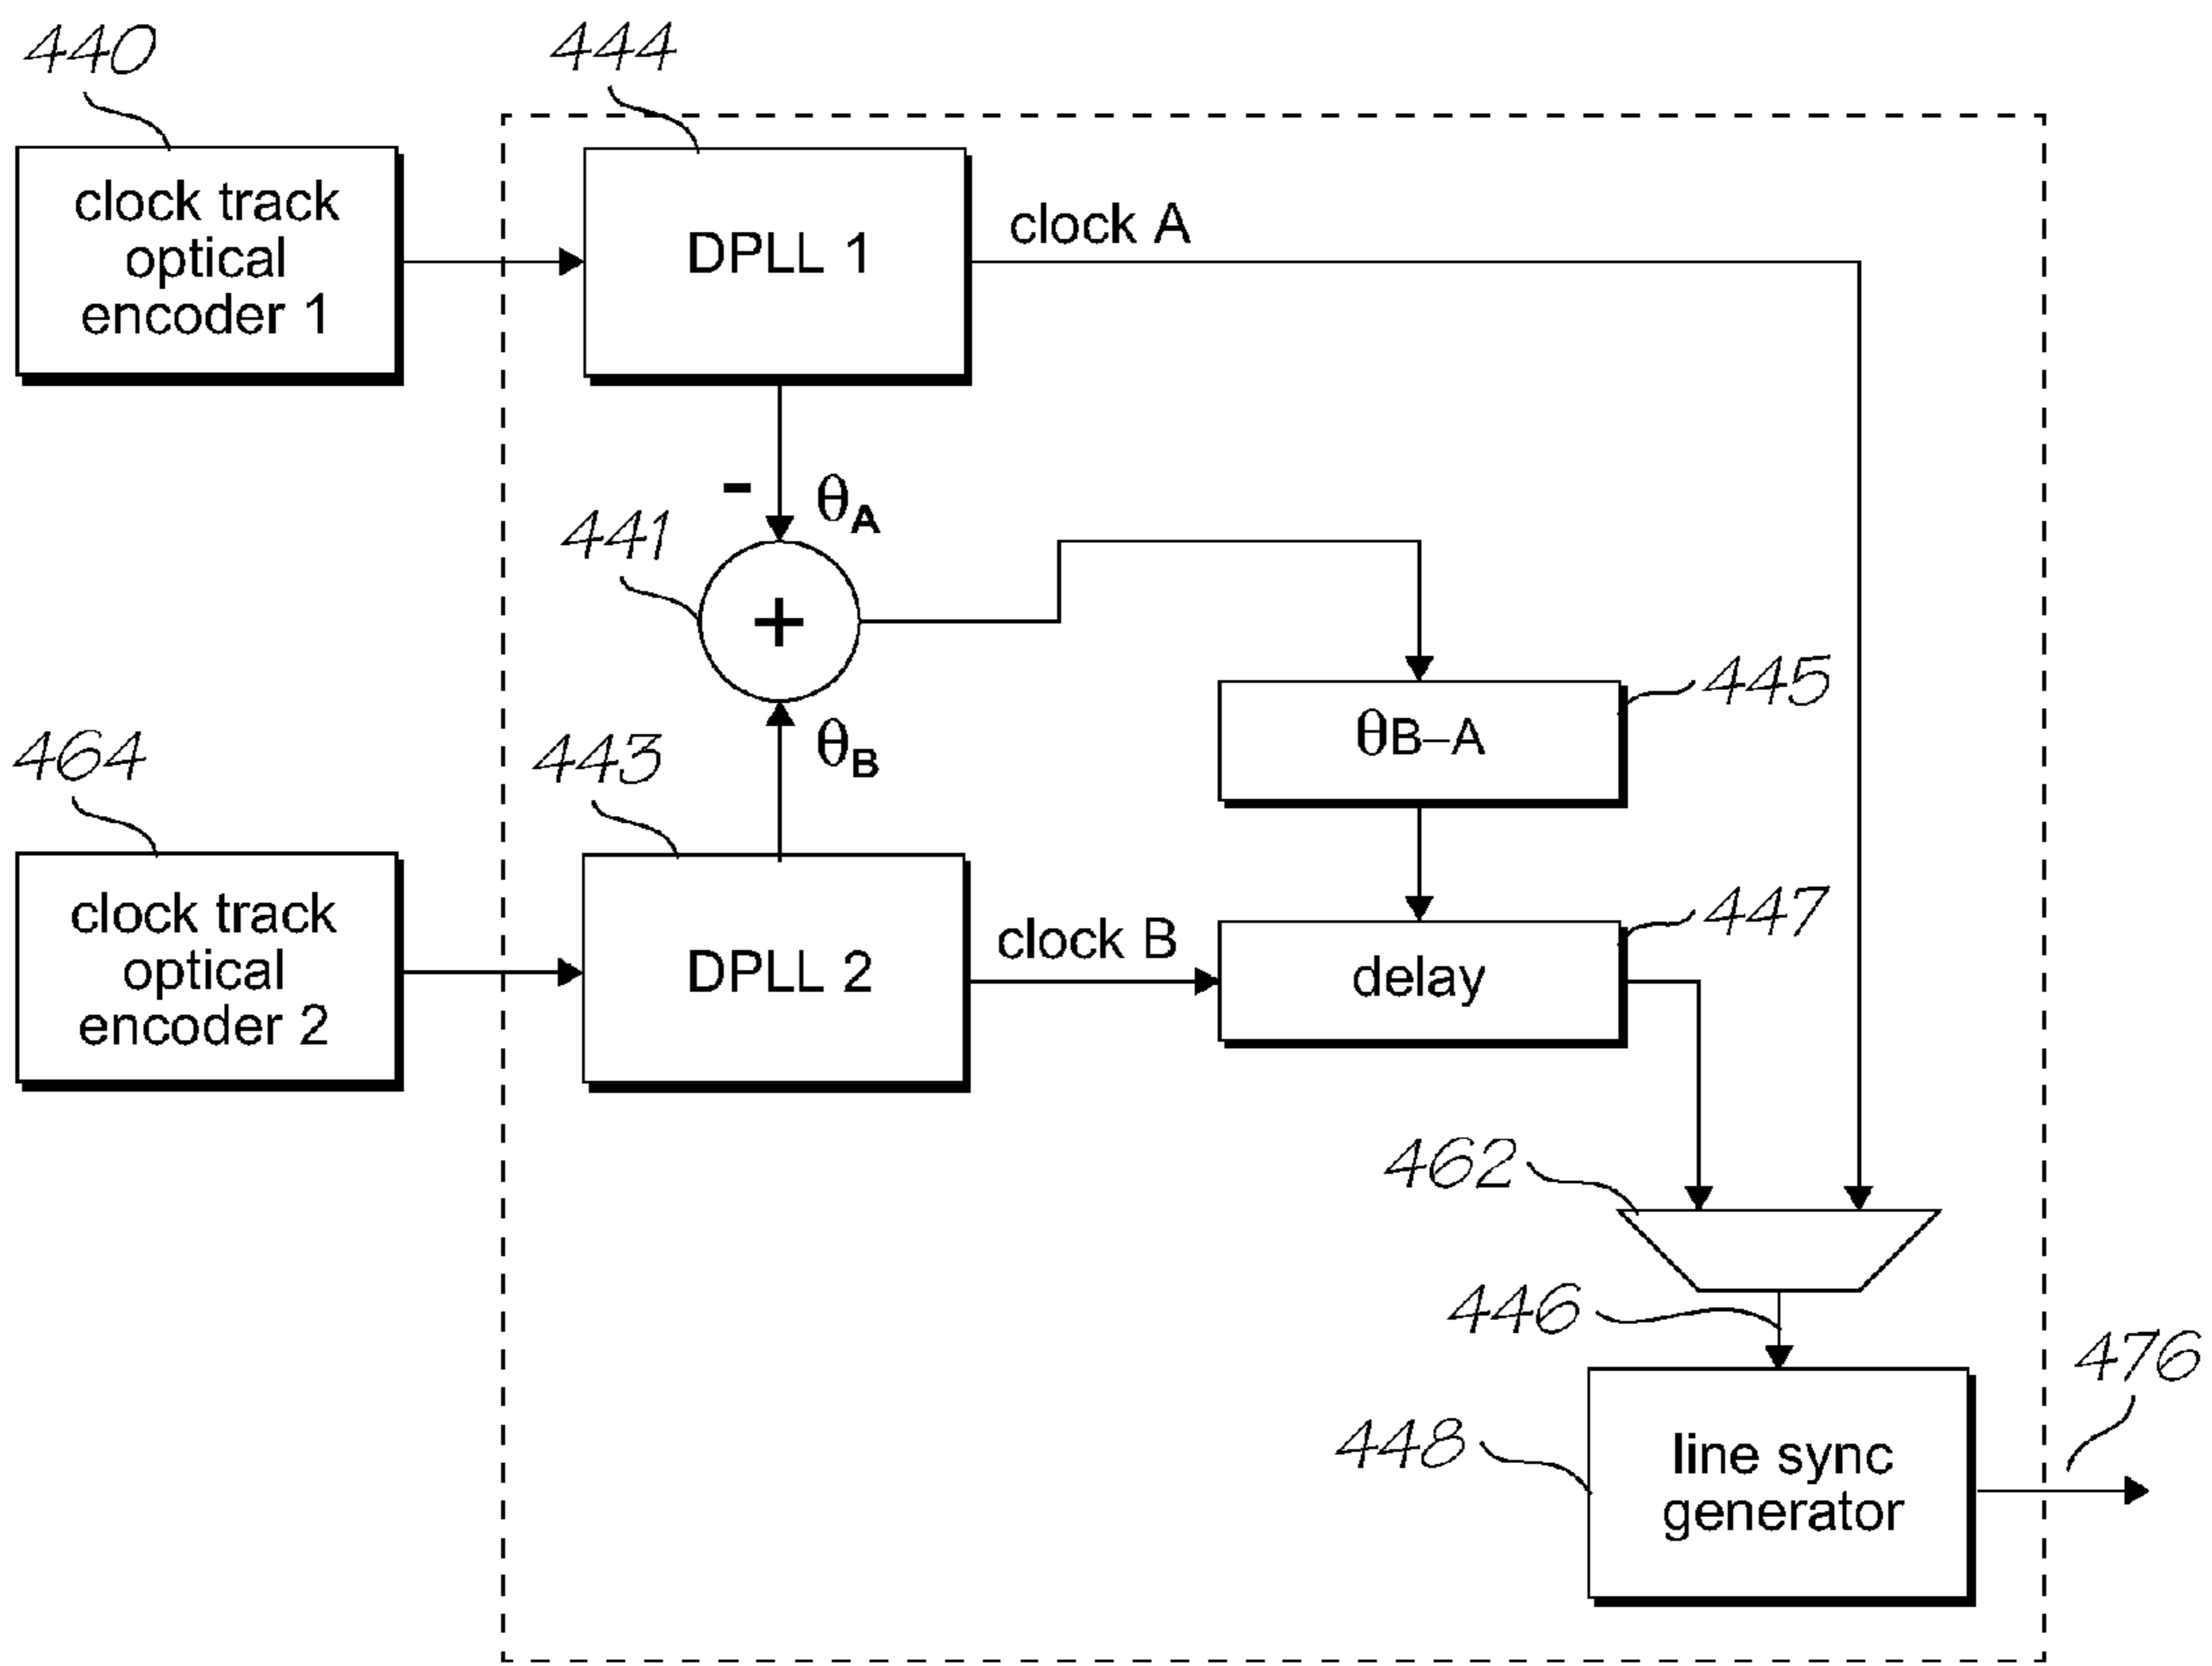 440
444
clock track
optical
encoder 1
DPLL 1
clock A
- θA
441
+
445
θB–A
464
443
θB
447
clock track
optical
encoder 2
DPLL 2
clock B
delay
462
446
476
448
line sync
generator